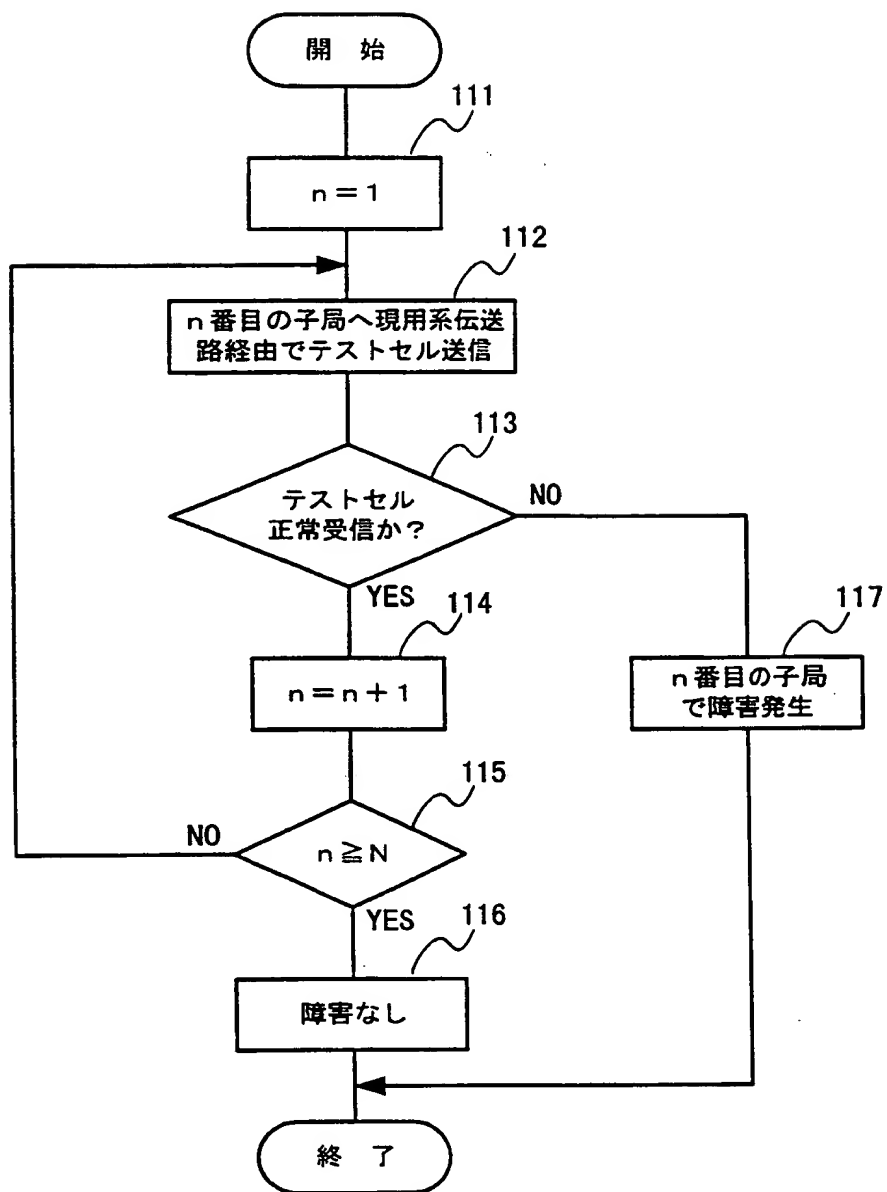 開 始
111
n＝1
112
n番目の子局へ現用系伝送
路経由でテストセル送信
113
テストセル
正常受信か？
NO
YES
114
n＝n＋1
117
n番目の子局
で障害発生
115
NO
n≧N
YES
116
障害なし
終 了